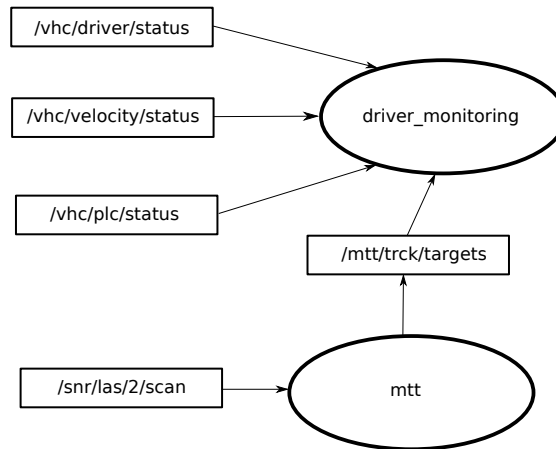 /vhc/driver/status
/vhc/velocity/status
driver_monitoring
/vhc/plc/status
/mtt/trck/targets
/snr/las/2/scan
mtt